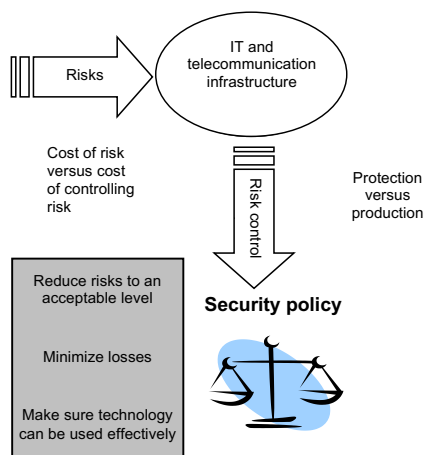 IT and
telecommunication
infrastructure
Risks
Cost of risk
versus cost
of controlling
risk
Risk control
Protection
versus
production
Reduce risks to an
acceptable level
Minimize losses
Make sure technology
can be used effectively
Security policy